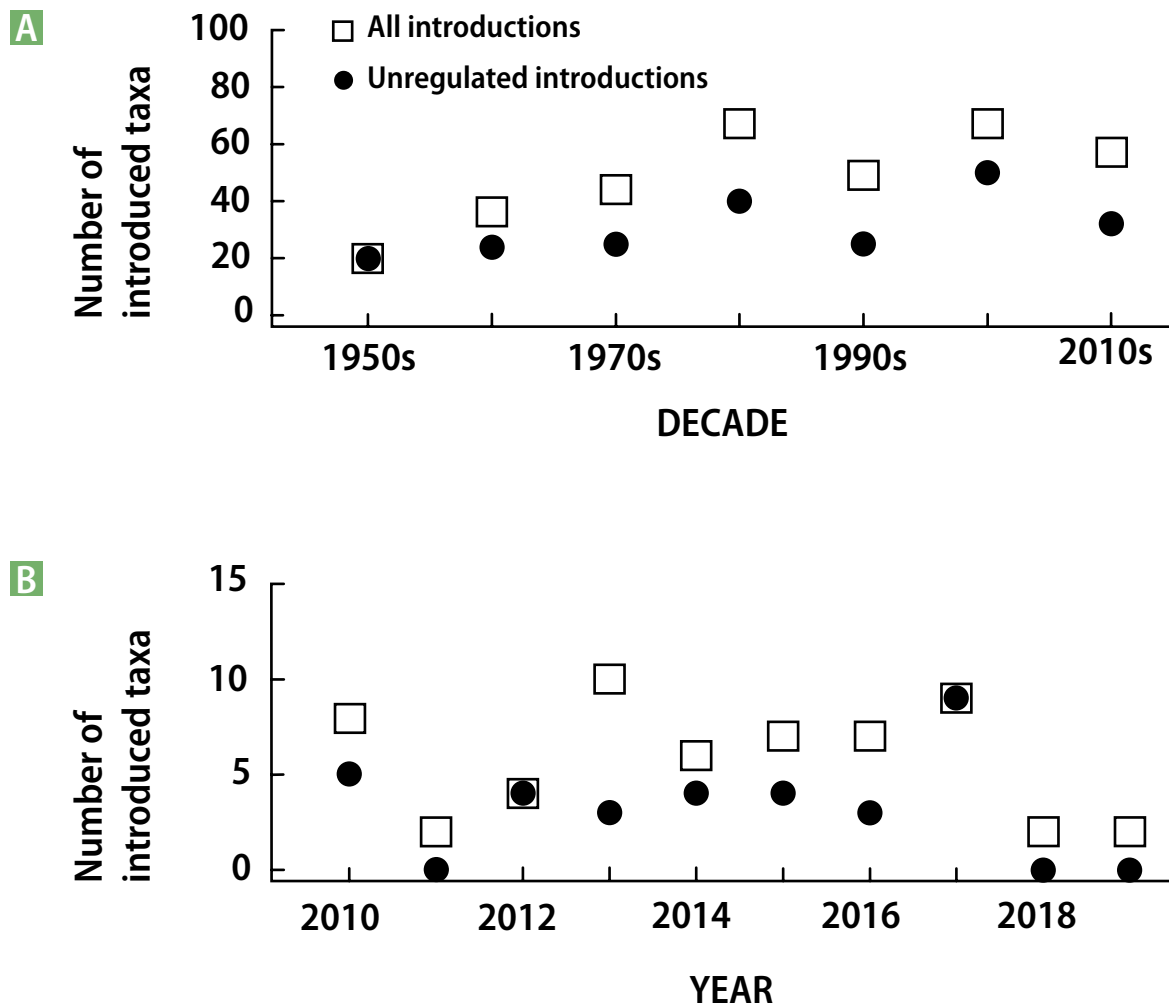 A
100
80
60
40
20
0
Number of
introduced taxa
All introductions
Unregulated introductions
1950s 1970s 1990s 2010s
DECADE
B
15
10
5
0
Number of
introduced taxa
2010 2012 2014 2016 2018
YEAR